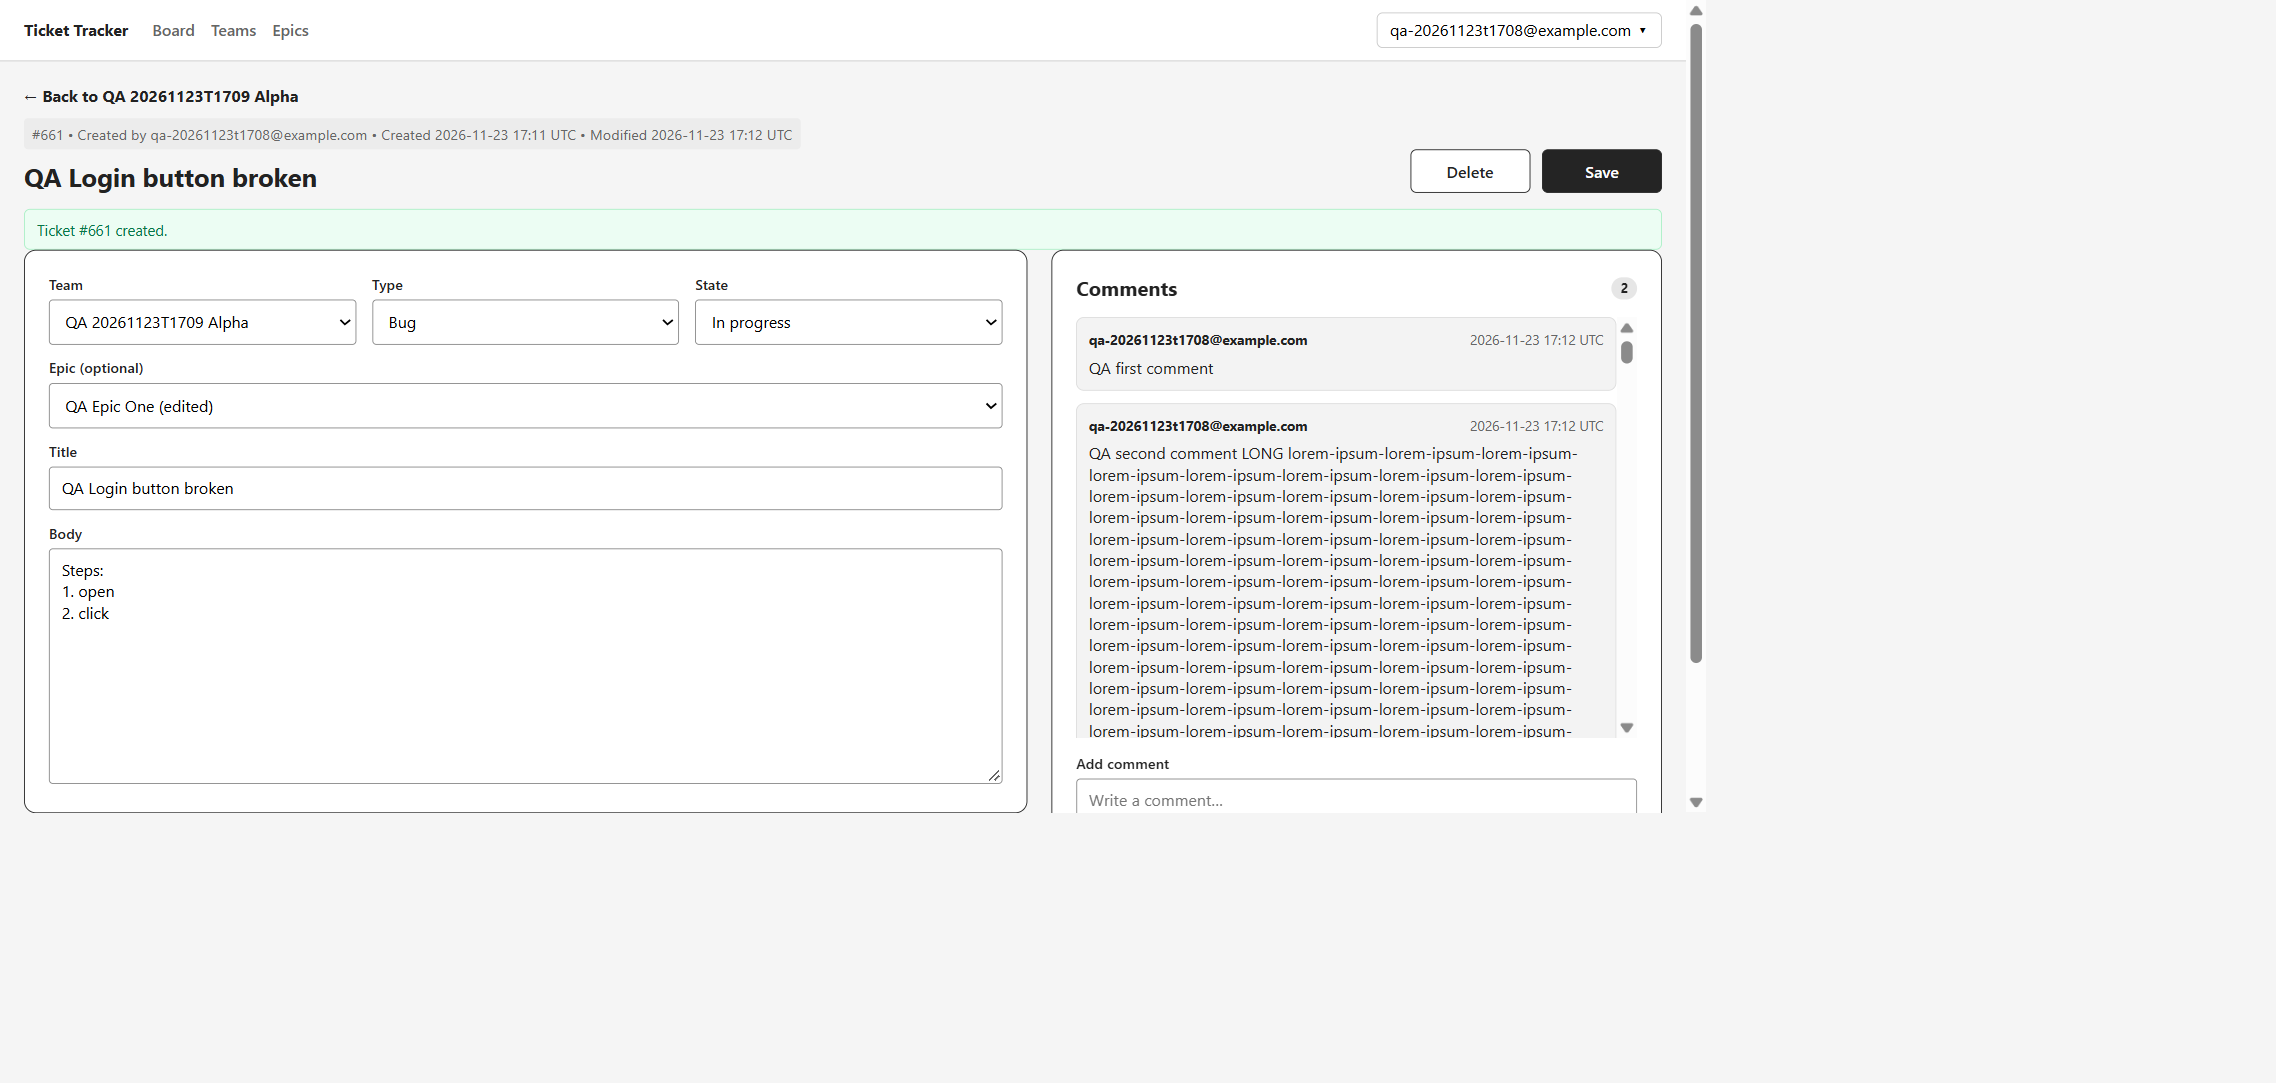 Ticket Tracker Board Teams Epics qa-20261123t1708@example.com ▼
← Back to QA 20261123T1709 Alpha
#661 • Created by qa-20261123t1708@example.com • Created 2026-11-23 17:11 UTC • Modified 2026-11-23 17:12 UTC
QA Login button broken
Delete Save
Ticket #661 created.
Team Type State
QA 20261123T1709 Alpha Bug In progress
Epic (optional)
QA Epic One (edited)
Title
QA Login button broken
Body
Steps:
1. open
2. click
Comments 2
qa-20261123t1708@example.com 2026-11-23 17:12 UTC
QA first comment
qa-20261123t1708@example.com 2026-11-23 17:12 UTC
QA second comment LONG lorem-ipsum-lorem-ipsum-lorem-ipsum-
lorem-ipsum-lorem-ipsum-lorem-ipsum-lorem-ipsum-lorem-ipsum-
lorem-ipsum-lorem-ipsum-lorem-ipsum-lorem-ipsum-lorem-ipsum-
lorem-ipsum-lorem-ipsum-lorem-ipsum-lorem-ipsum-lorem-ipsum-
lorem-ipsum-lorem-ipsum-lorem-ipsum-lorem-ipsum-lorem-ipsum-
lorem-ipsum-lorem-ipsum-lorem-ipsum-lorem-ipsum-lorem-ipsum-
lorem-ipsum-lorem-ipsum-lorem-ipsum-lorem-ipsum-lorem-ipsum-
lorem-ipsum-lorem-ipsum-lorem-ipsum-lorem-ipsum-lorem-ipsum-
lorem-ipsum-lorem-ipsum-lorem-ipsum-lorem-ipsum-lorem-ipsum-
lorem-ipsum-lorem-ipsum-lorem-ipsum-lorem-ipsum-lorem-ipsum-
lorem-ipsum-lorem-ipsum-lorem-ipsum-lorem-ipsum-lorem-ipsum-
lorem-ipsum-lorem-ipsum-lorem-ipsum-lorem-ipsum-lorem-ipsum-
lorem-ipsum-lorem-ipsum-lorem-ipsum-lorem-ipsum-lorem-ipsum-
lorem-ipsum-lorem-ipsum-lorem-ipsum-lorem-ipsum-lorem-ipsum-
Add comment
Write a comment...